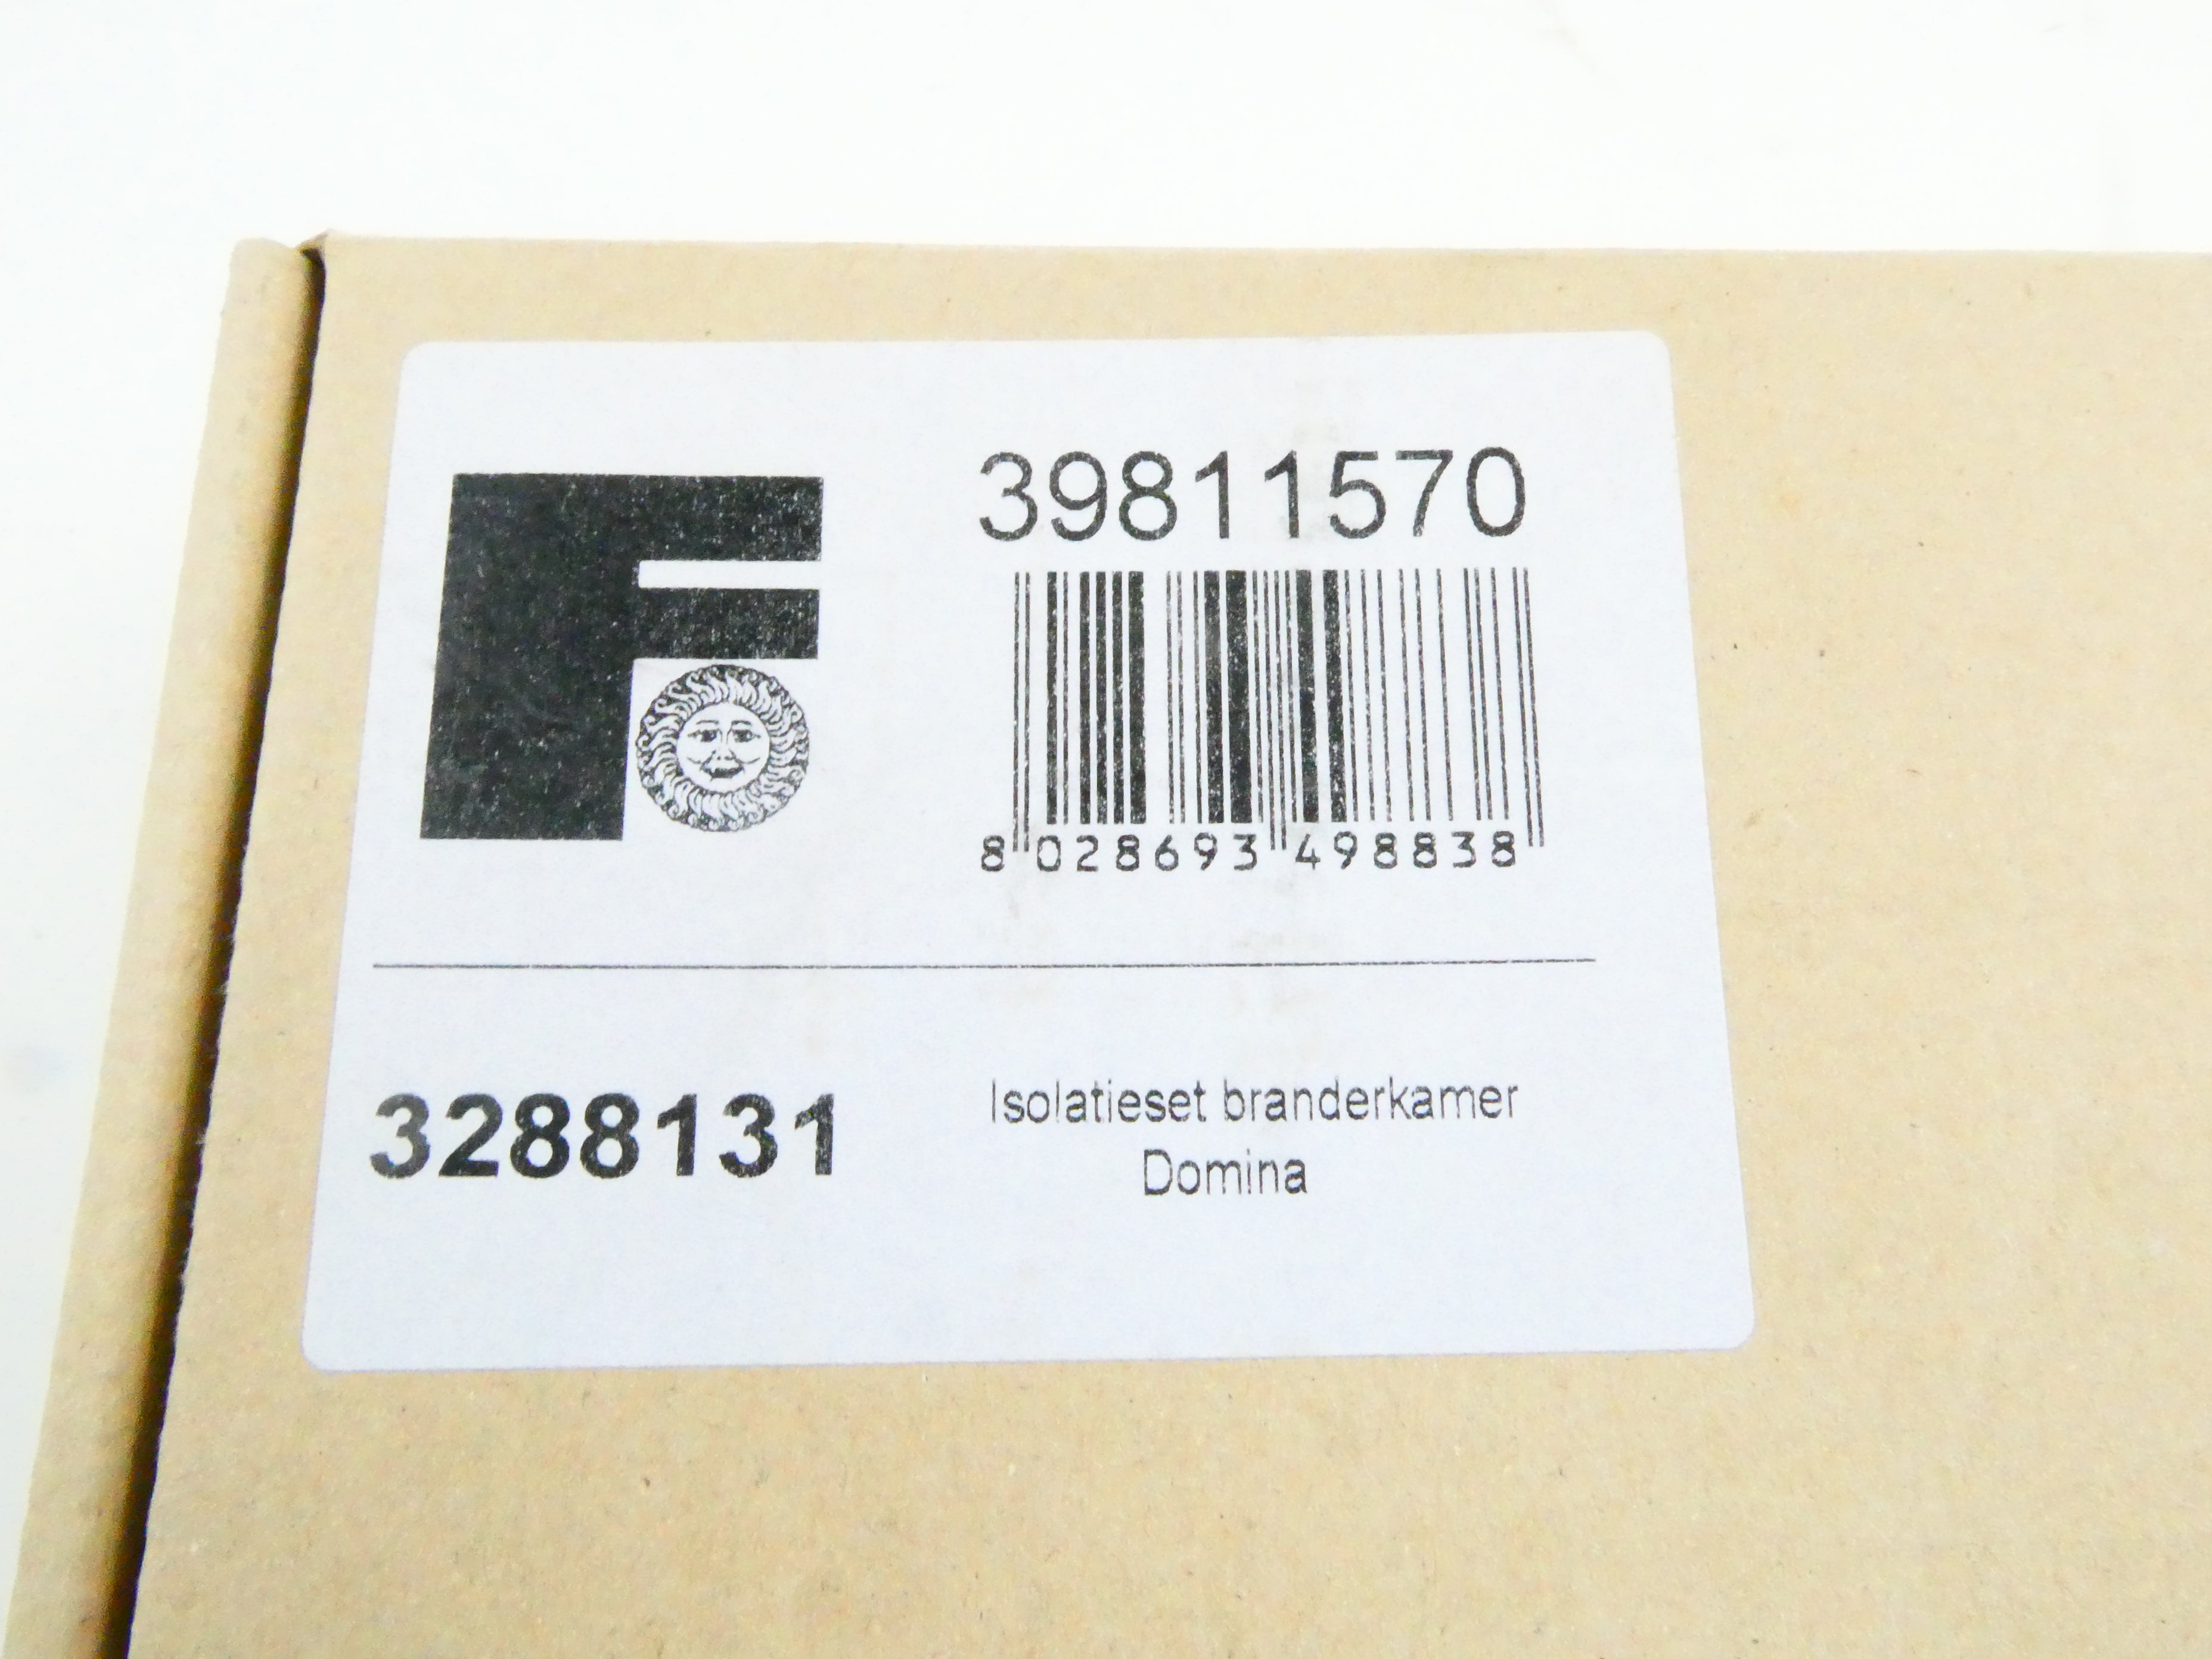 F
39811570
8 028693 498838
3288131
Isolatieset branderkamer
Domina